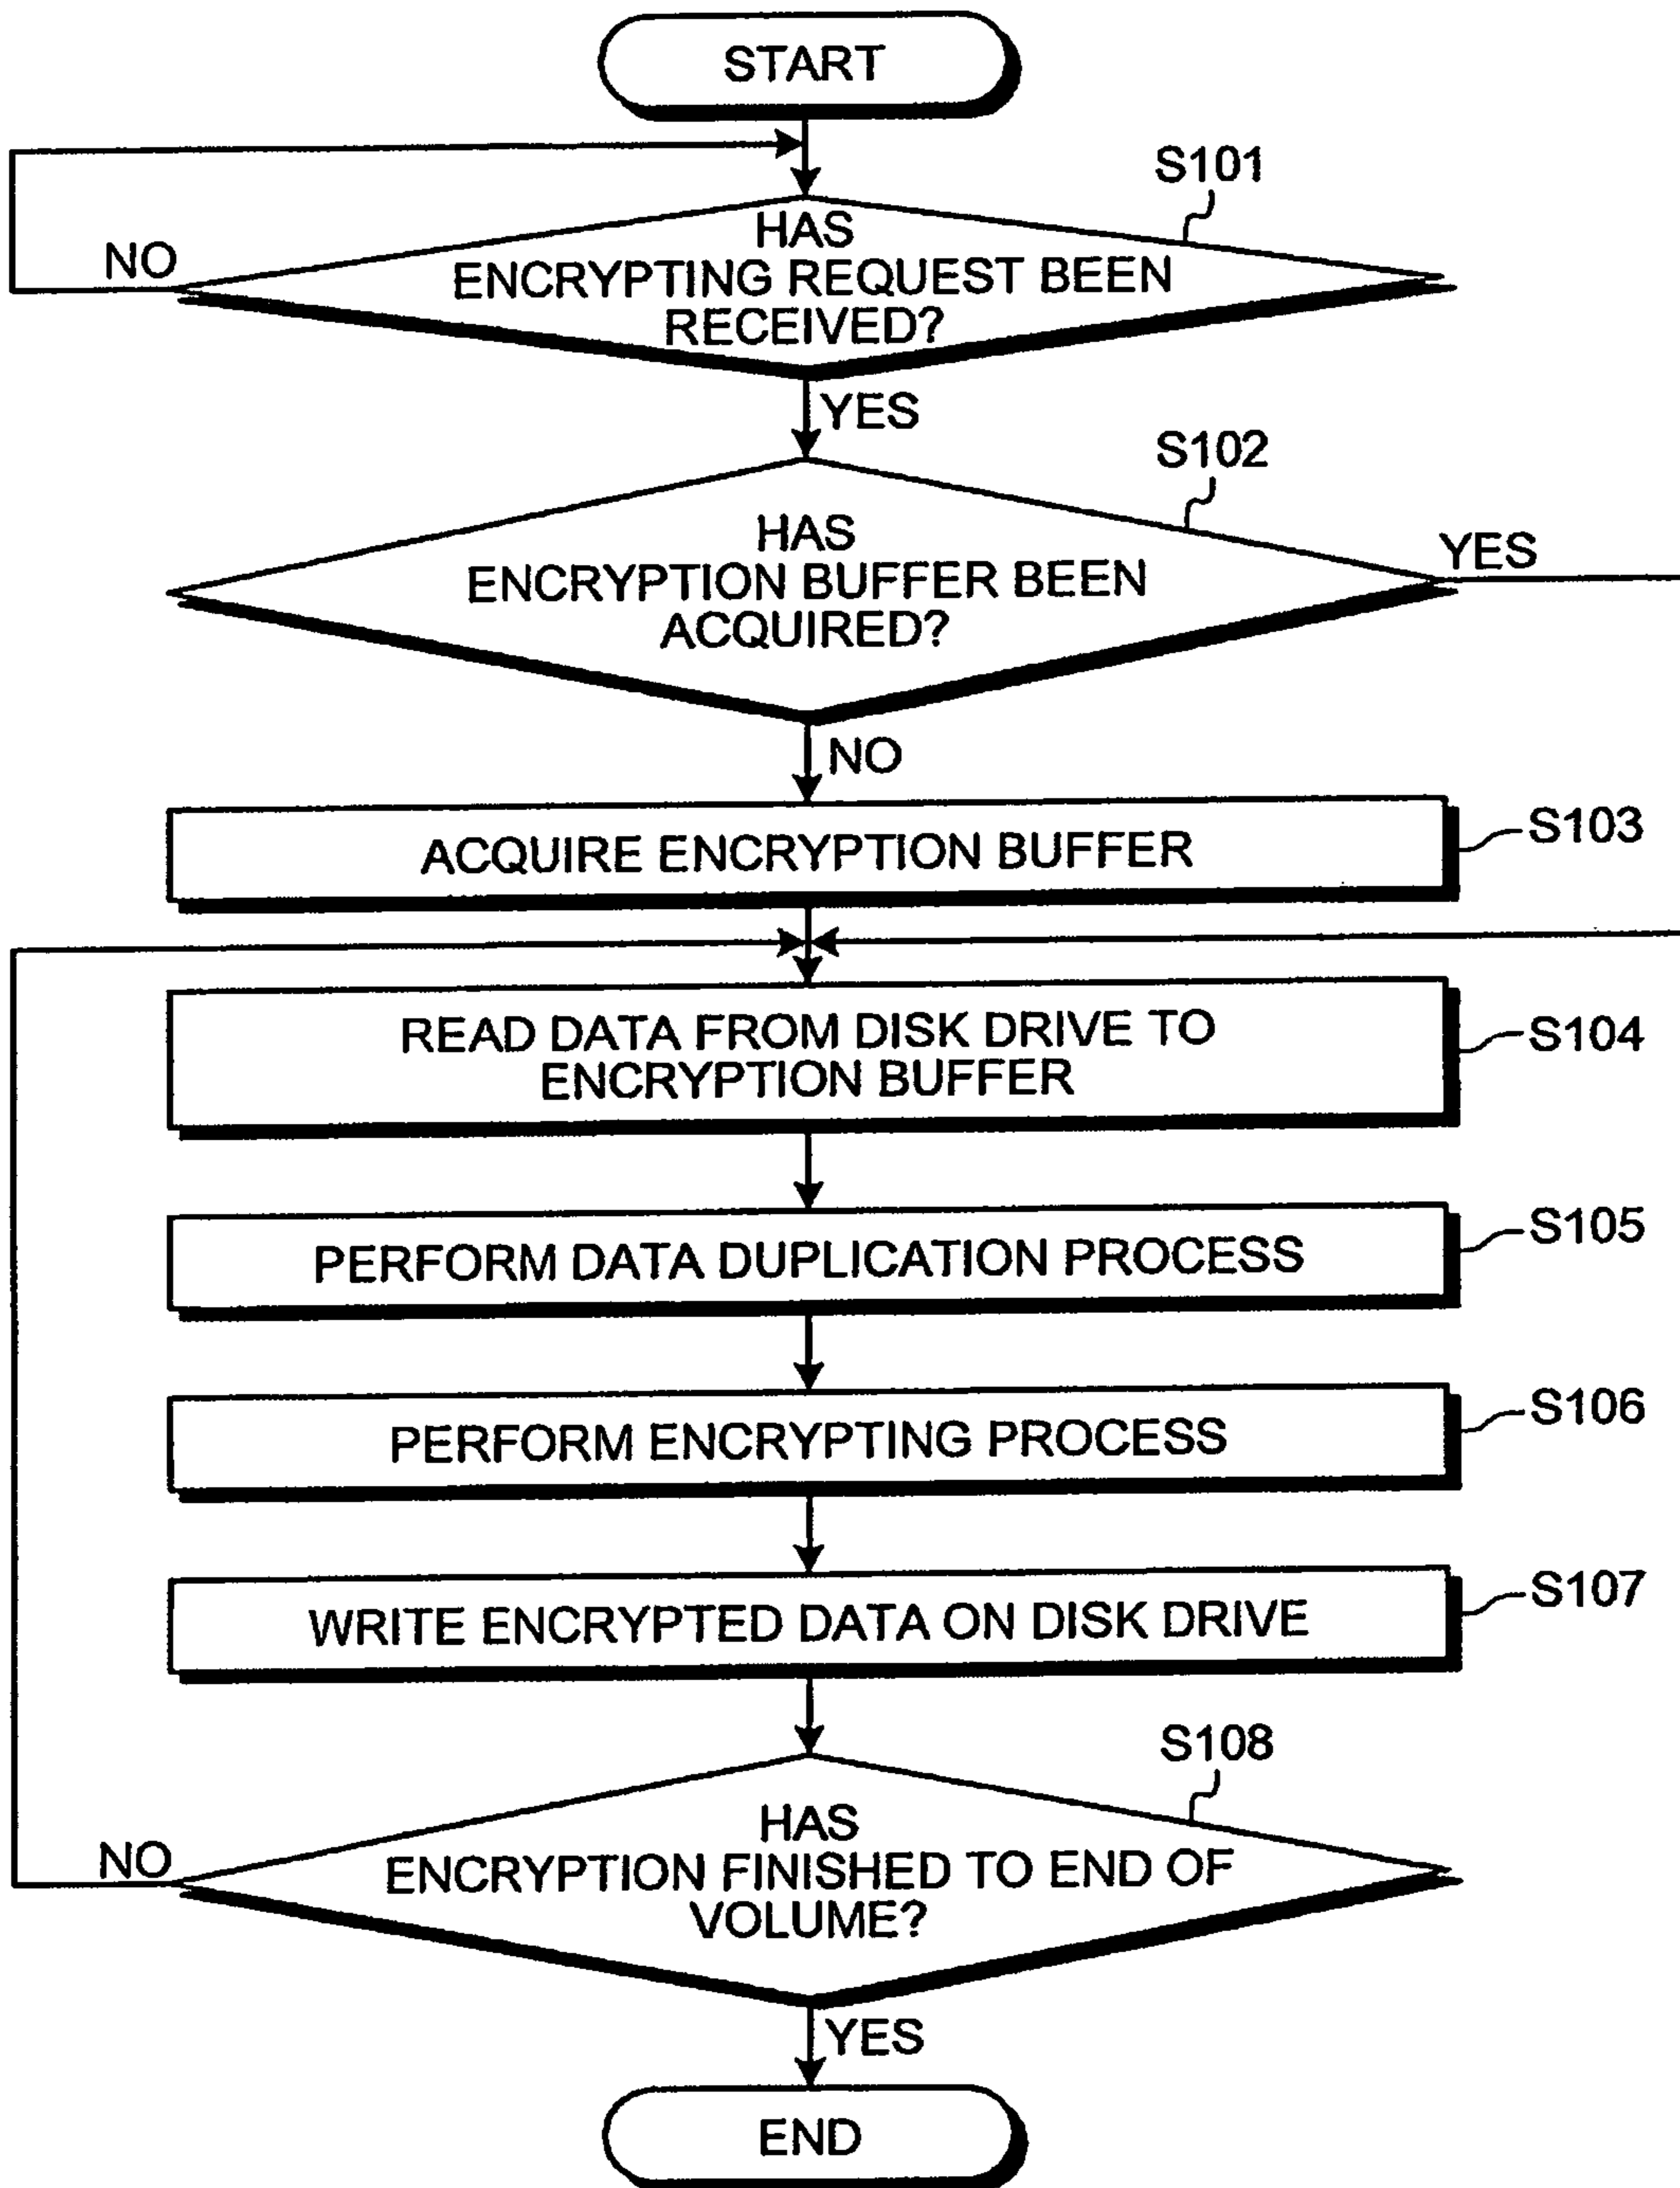 START
S101
HAS
NO
ENCRYPTING REQUEST BEEN
RECEIVED?
YES
S102
HAS
YES
ENCRYPTION BUFFER BEEN
ACQUIRED?
NO
ACQUIRE ENCRYPTION BUFFER
S103
READ DATA FROM DISK DRIVE TO
ENCRYPTION BUFFER
S104
PERFORM DATA DUPLICATION PROCESS
S105
PERFORM ENCRYPTING PROCESS
S106
WRITE ENCRYPTED DATA ON DISK DRIVE
S107
S108
HAS
NO
ENCRYPTION FINISHED TO END OF
VOLUME?
YES
END